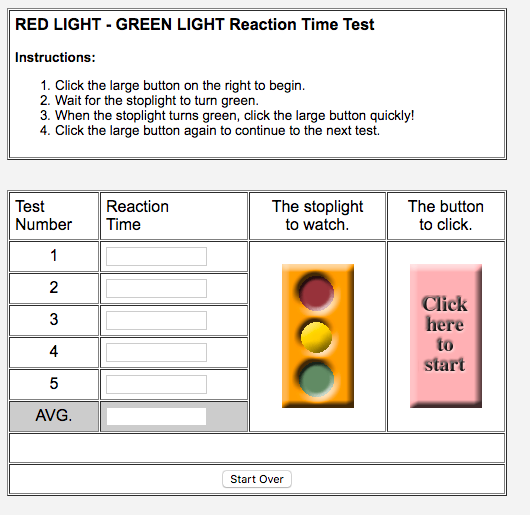 RED LIGHT - GREEN LIGHT Reaction Time Test
Instructions:
1. Click the large button on the right to begin.
2. Wait for the stoplight to turn green.
3. When the stoplight turns green, click the large button quickly!
4. Click the large button again to continue to the next test.
Test
Number
Reaction
Time
The stoplight
to watch.
The button
to click.
1
2
3
4
5
AVG.
Click
here
to
start
Start Over